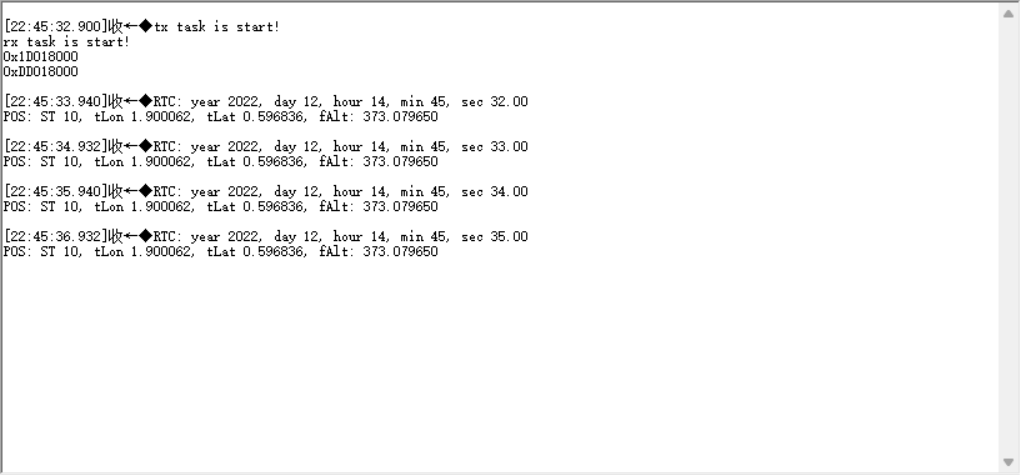 [22:45:32.900]收←◆tx task is start!
rx task is start!
0x1D018000
0xDD018000
[22:45:33.940]收←◆RTC: year 2022, day 12, hour 14, min 45, sec 32.00
POS: ST 10, tLon 1.900062, tLat 0.596836, fAlt: 373.079650
[22:45:34.932]收←◆RTC: year 2022, day 12, hour 14, min 45, sec 33.00
POS: ST 10, tLon 1.900062, tLat 0.596836, fAlt: 373.079650
[22:45:35.940]收←◆RTC: year 2022, day 12, hour 14, min 45, sec 34.00
POS: ST 10, tLon 1.900062, tLat 0.596836, fAlt: 373.079650
[22:45:36.932]收←◆RTC: year 2022, day 12, hour 14, min 45, sec 35.00
POS: ST 10, tLon 1.900062, tLat 0.596836, fAlt: 373.079650